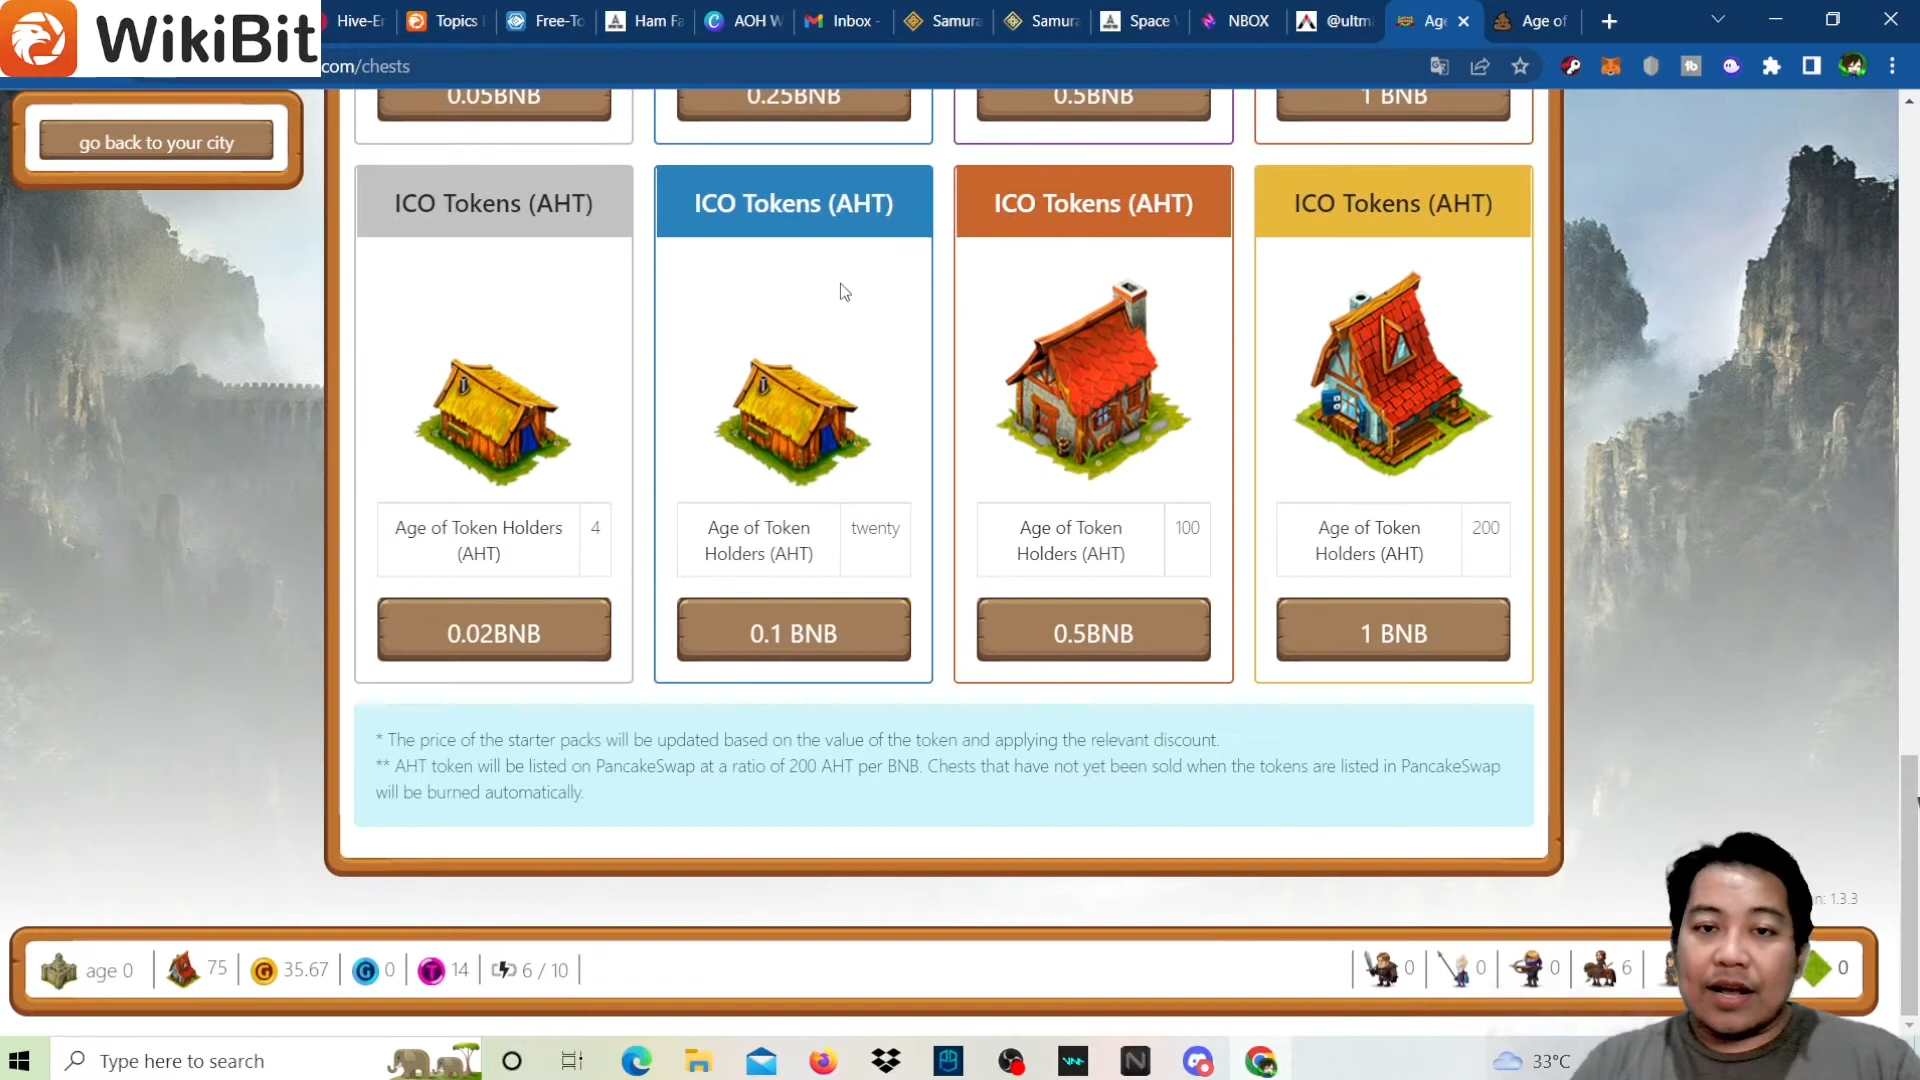 WikiBit
Hive-Er
Topics
Free-To
Ham Fa
AOH W
Inbox -
Samura
Samura
Space
NBOX
@ultm
Age
Age of
com/chests
go back to your city
0.05BNB
0.25BNB
0.5BNB
1 BNB
ICO Tokens (AHT)
ICO Tokens (AHT)
ICO Tokens (AHT)
ICO Tokens (AHT)
Age of Token Holders
(AHT)
4
Age of Token
Holders (AHT)
twenty
Age of Token
Holders (AHT)
100
Age of Token
Holders (AHT)
200
0.02BNB
0.1 BNB
0.5BNB
1 BNB
* The price of the starter packs will be updated based on the value of the token and applying the relevant discount.
** AHT token will be listed on PancakeSwap at a ratio of 200 AHT per BNB. Chests that have not yet been sold when the tokens are listed in PancakeSwap
will be burned automatically.
n: 1.3.3
age 0
75
35.67
0
14
6 / 10
0
0
0
6
0
Type here to search
33°C